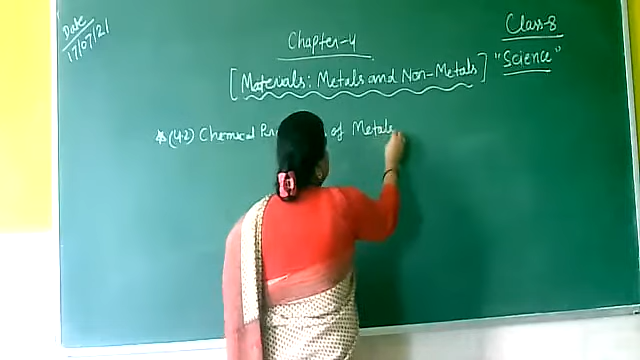 Date
17/07/21
Chapter-4
Class-8
"Science"
[Materials: Metals and Non-Metals]
(4.2) Chemical of Metals